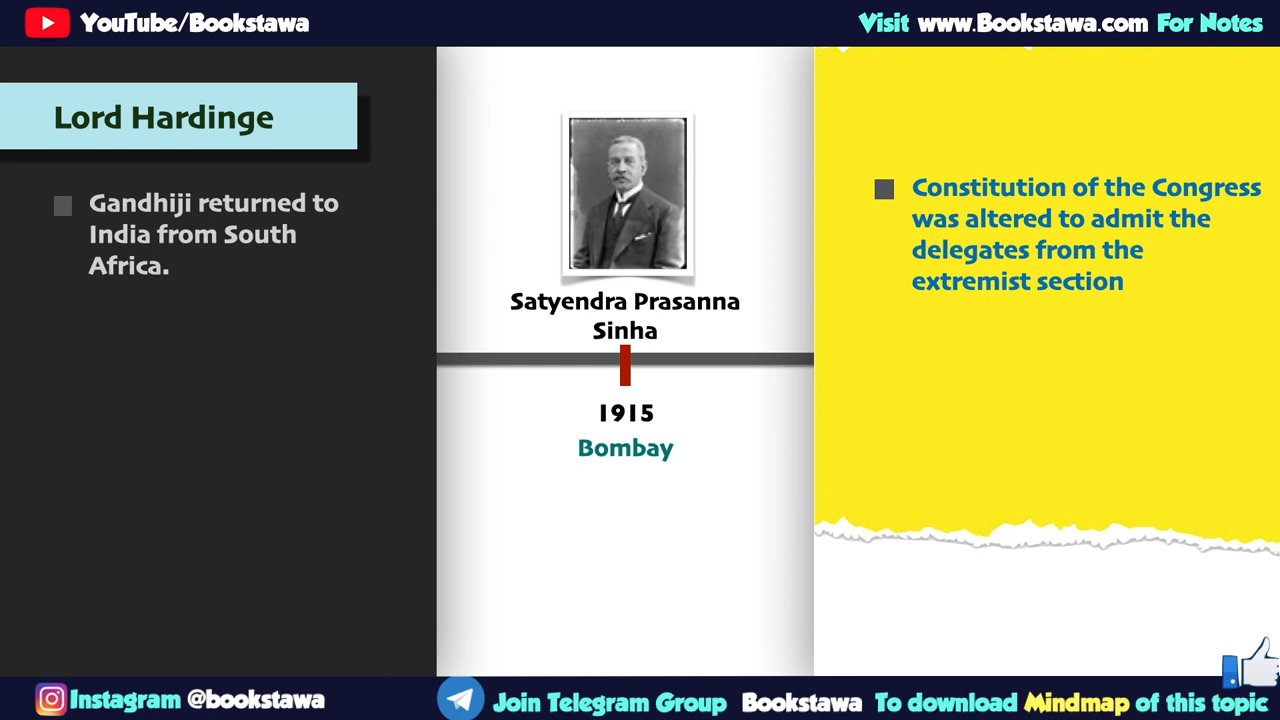 YouTube/Bookstawa
Visit www.Bookstawa.com For Notes
Lord Hardinge
Gandhiji returned to
India from South
Africa.
Satyendra Prasanna
Sinha
1915
Bombay
Constitution of the Congress
was altered to admit the
delegates from the
extremist section
Instagram @bookstawa
Join Telegram Group Bookstawa To download Mindmap of this topic